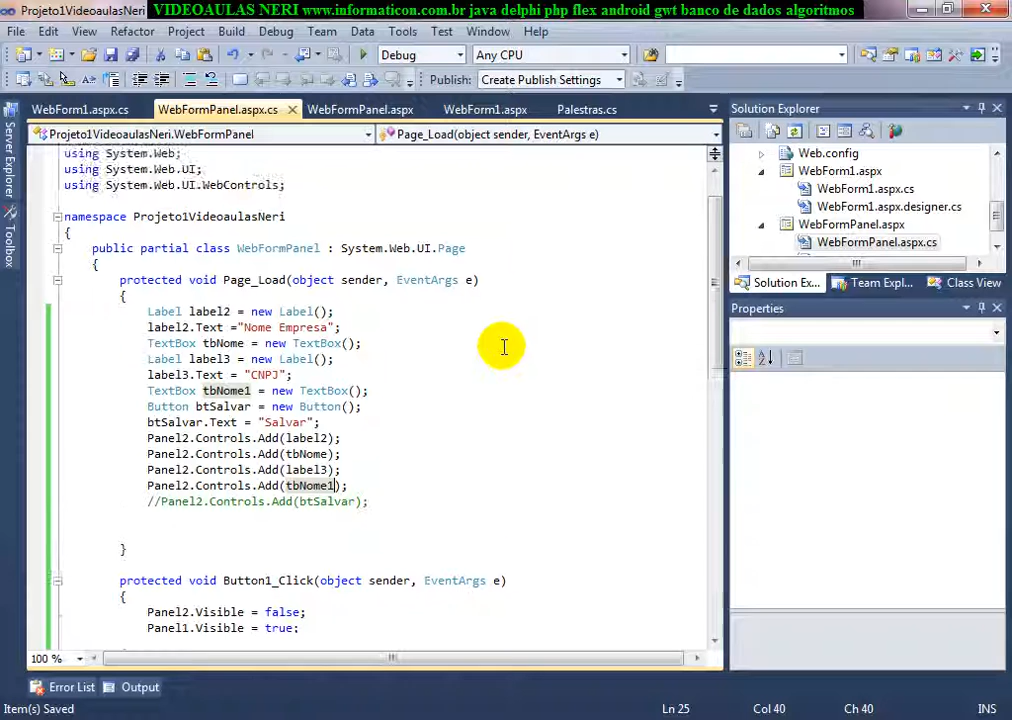 Projeto1VideoaulasNeri
VIDEOAULAS NERI www.informaticon.com.br java delphi php flex android gwt banco de dados algoritmos
File Edit View Refactor Project Build Debug Team Data Tools Test Window Help
Debug Any CPU
Publish: Create Publish Settings
WebForm1.aspx.cs WebFormPanel.aspx.cs WebFormPanel.aspx WebForm1.aspx Palestras.cs
Projeto1VideoaulasNeri.WebFormPanel Page_Load(object sender, EventArgs e)
Server Explorer
Toolbox
using System.Web;
using System.Web.UI;
using System.Web.UI.WebControls;
namespace Projeto1VideoaulasNeri
{
public partial class WebFormPanel : System.Web.UI.Page
{
protected void Page_Load(object sender, EventArgs e)
{
Label label2 = new Label();
label2.Text ="Nome Empresa";
TextBox tbNome = new TextBox();
Label label3 = new Label();
label3.Text = "CNPJ";
TextBox tbNome1 = new TextBox();
Button btSalvar = new Button();
btSalvar.Text = "Salvar";
Panel2.Controls.Add(label2);
Panel2.Controls.Add(tbNome);
Panel2.Controls.Add(label3);
Panel2.Controls.Add(tbNome1);
//Panel2.Controls.Add(btSalvar);
}
protected void Button1_Click(object sender, EventArgs e)
{
Panel2.Visible = false;
Panel1.Visible = true;
100 %
Solution Explorer
Web.config
WebForm1.aspx
WebForm1.aspx.cs
WebForm1.aspx.designer.cs
WebFormPanel.aspx
WebFormPanel.aspx.cs
Solution Ex... Team Expl... Class View
Properties
Error List Output
Item(s) Saved Ln 25 Col 40 Ch 40 INS